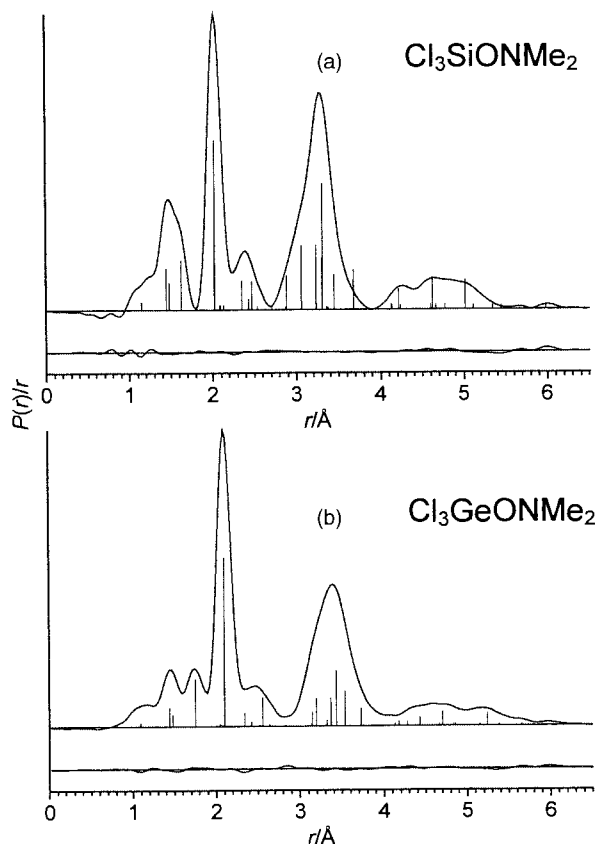 (a)
Cl₃SiONMe₂
0 1 2 3 4 5 6
r/Å
P(r)/r
(b)
Cl₃GeONMe₂
0 1 2 3 4 5 6
r/Å